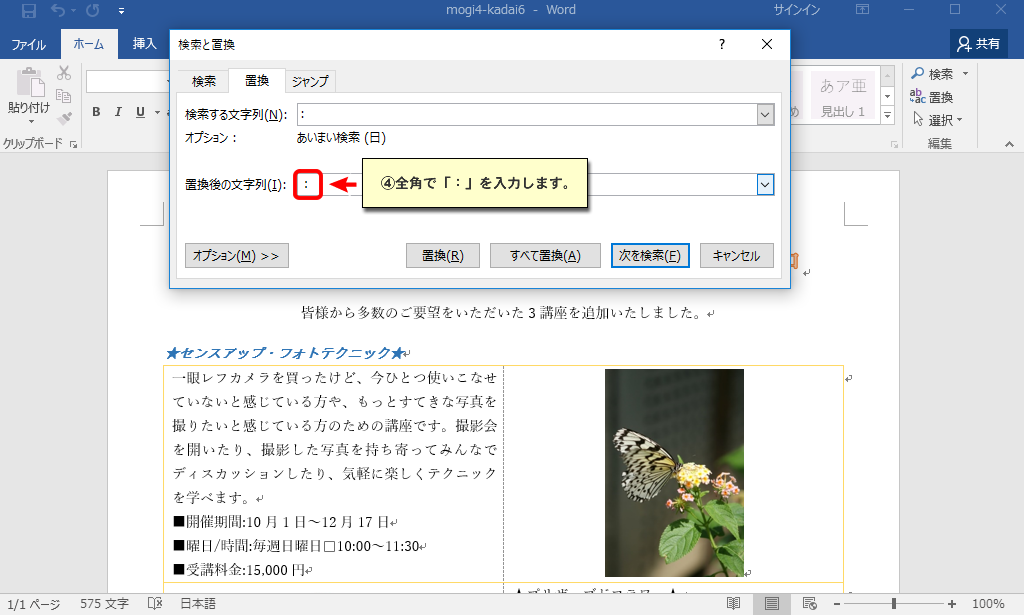 mogi4-kadai6 - Word
サインイン
ファイル
ホーム
挿入
共有
検索と置換
?
検索
置換
ジャンプ
検索する文字列(N):
:
オプション :
あいまい検索 (日)
置換後の文字列(I):
：
④全角で「：」を入力します。
オプション(M) >>
置換(R)
すべて置換(A)
次を検索(F)
キャンセル
貼り付け
クリップボード
B I U
あア亜
見出し 1
検索
置換
選択
編集
皆様から多数のご要望をいただいた 3 講座を追加いたしました。
★センスアップ・フォトテクニック★
一眼レフカメラを買ったけど、今ひとつ使いこなせ
ていないと感じている方や、もっとすてきな写真を
撮りたいと感じている方のための講座です。撮影会
を開いたり、撮影した写真を持ち寄ってみんなで
ディスカッションしたり、気軽に楽しくテクニック
を学べます。
■開催期間:10 月 1 日～12 月 17 日
■曜日/時間:毎週日曜日□10:00～11:30
■受講料金:15,000 円
1/1 ページ
575 文字
日本語
100%